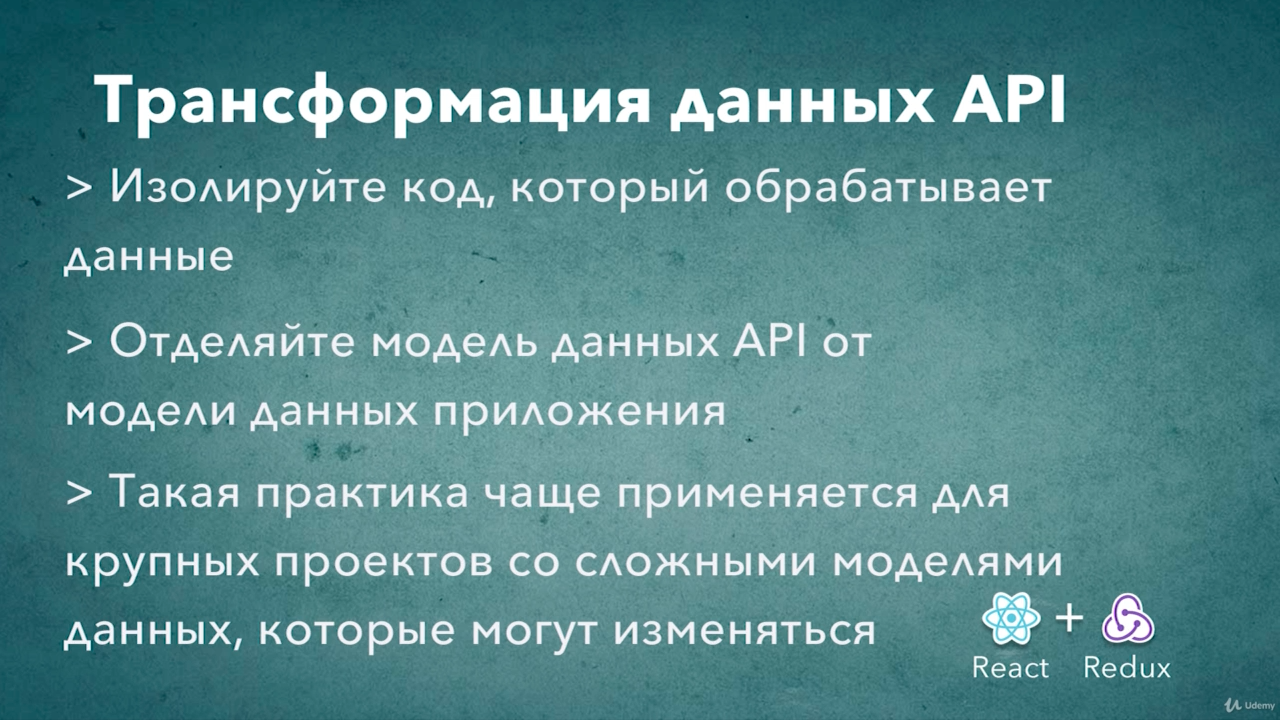 Трансформация данных API
> Изолируйте код, который обрабатывает
данные
> Отделяйте модель данных API от
модели данных приложения
> Такая практика чаще применяется для
крупных проектов со сложными моделями
данных, которые могут изменяться
+
React Redux
Udemy